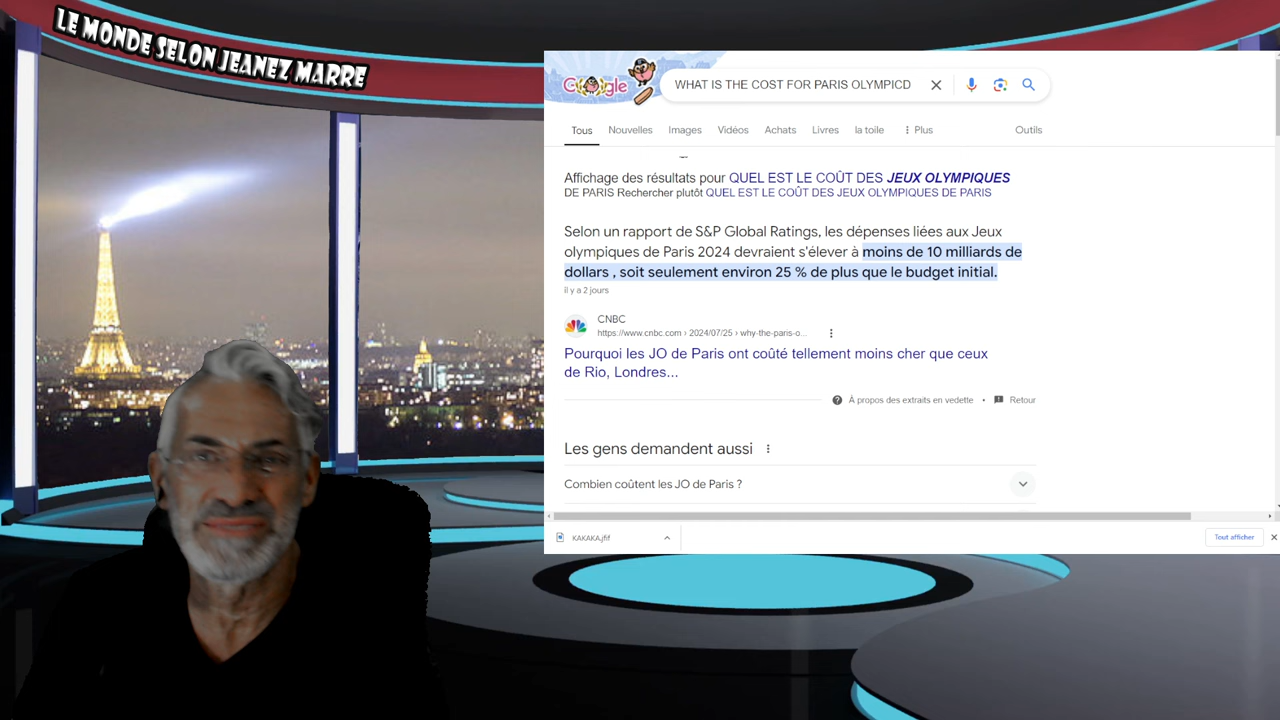 LE MONDE SELON JEANEZ MARRE
Google
WHAT IS THE COST FOR PARIS OLYMPICD
Tous
Nouvelles
Images
Vidéos
Achats
Livres
la toile
Plus
Outils
Affichage des résultats pour QUEL EST LE COÛT DES JEUX OLYMPIQUES
DE PARIS Rechercher plutôt QUEL EST LE COÛT DES JEUX OLYMPIQUES DE PARIS
Selon un rapport de S&P Global Ratings, les dépenses liées aux Jeux
olympiques de Paris 2024 devraient s'élever à moins de 10 milliards de
dollars , soit seulement environ 25 % de plus que le budget initial.
il y a 2 jours
CNBC
https://www.cnbc.com › 2024/07/25 › why-the-paris-o...
Pourquoi les JO de Paris ont coûté tellement moins cher que ceux
de Rio, Londres...
À propos des extraits en vedette • Retour
Les gens demandent aussi
Combien coûtent les JO de Paris ?
KAKAKA.jfif
Tout afficher